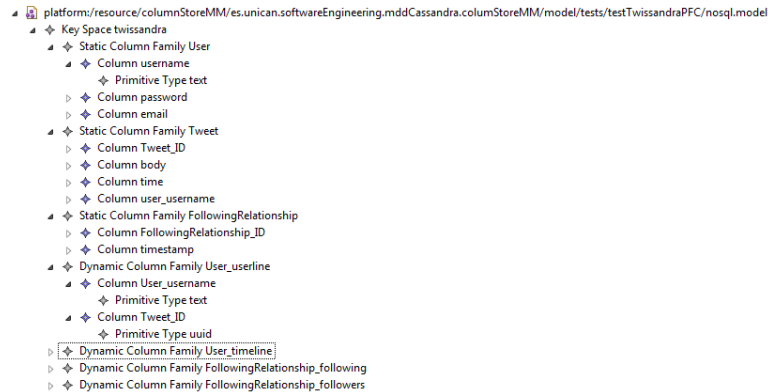 platform:/resource/columnStoreMM/es.unican.softwareEngineering.mddCassandra.columStoreMM/model/tests/testTwissandraPFC/nosql.model
Key Space twissandra
Static Column Family User
Column username
Primitive Type text
Column password
Column email
Static Column Family Tweet
Column Tweet_ID
Column body
Column time
Column user_username
Static Column Family FollowingRelationship
Column FollowingRelationship_ID
Column timestamp
Dynamic Column Family User_userline
Column User_username
Primitive Type text
Column Tweet_ID
Primitive Type uuid
Dynamic Column Family User_timeline
Dynamic Column Family FollowingRelationship_following
Dynamic Column Family FollowingRelationship_followers